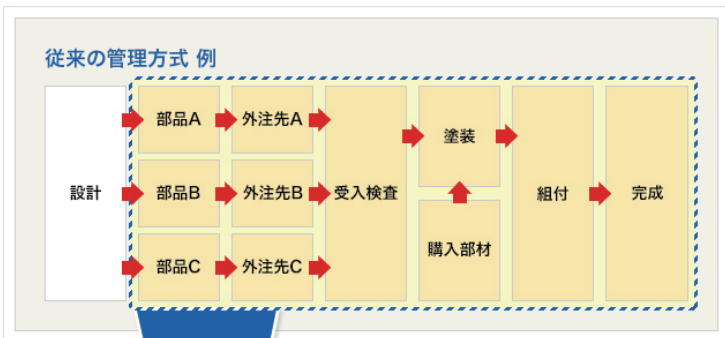 従来の管理方式 例
設計
部品A
外注先A
部品B
外注先B
部品C
外注先C
受入検査
塗装
購入部材
組付
完成